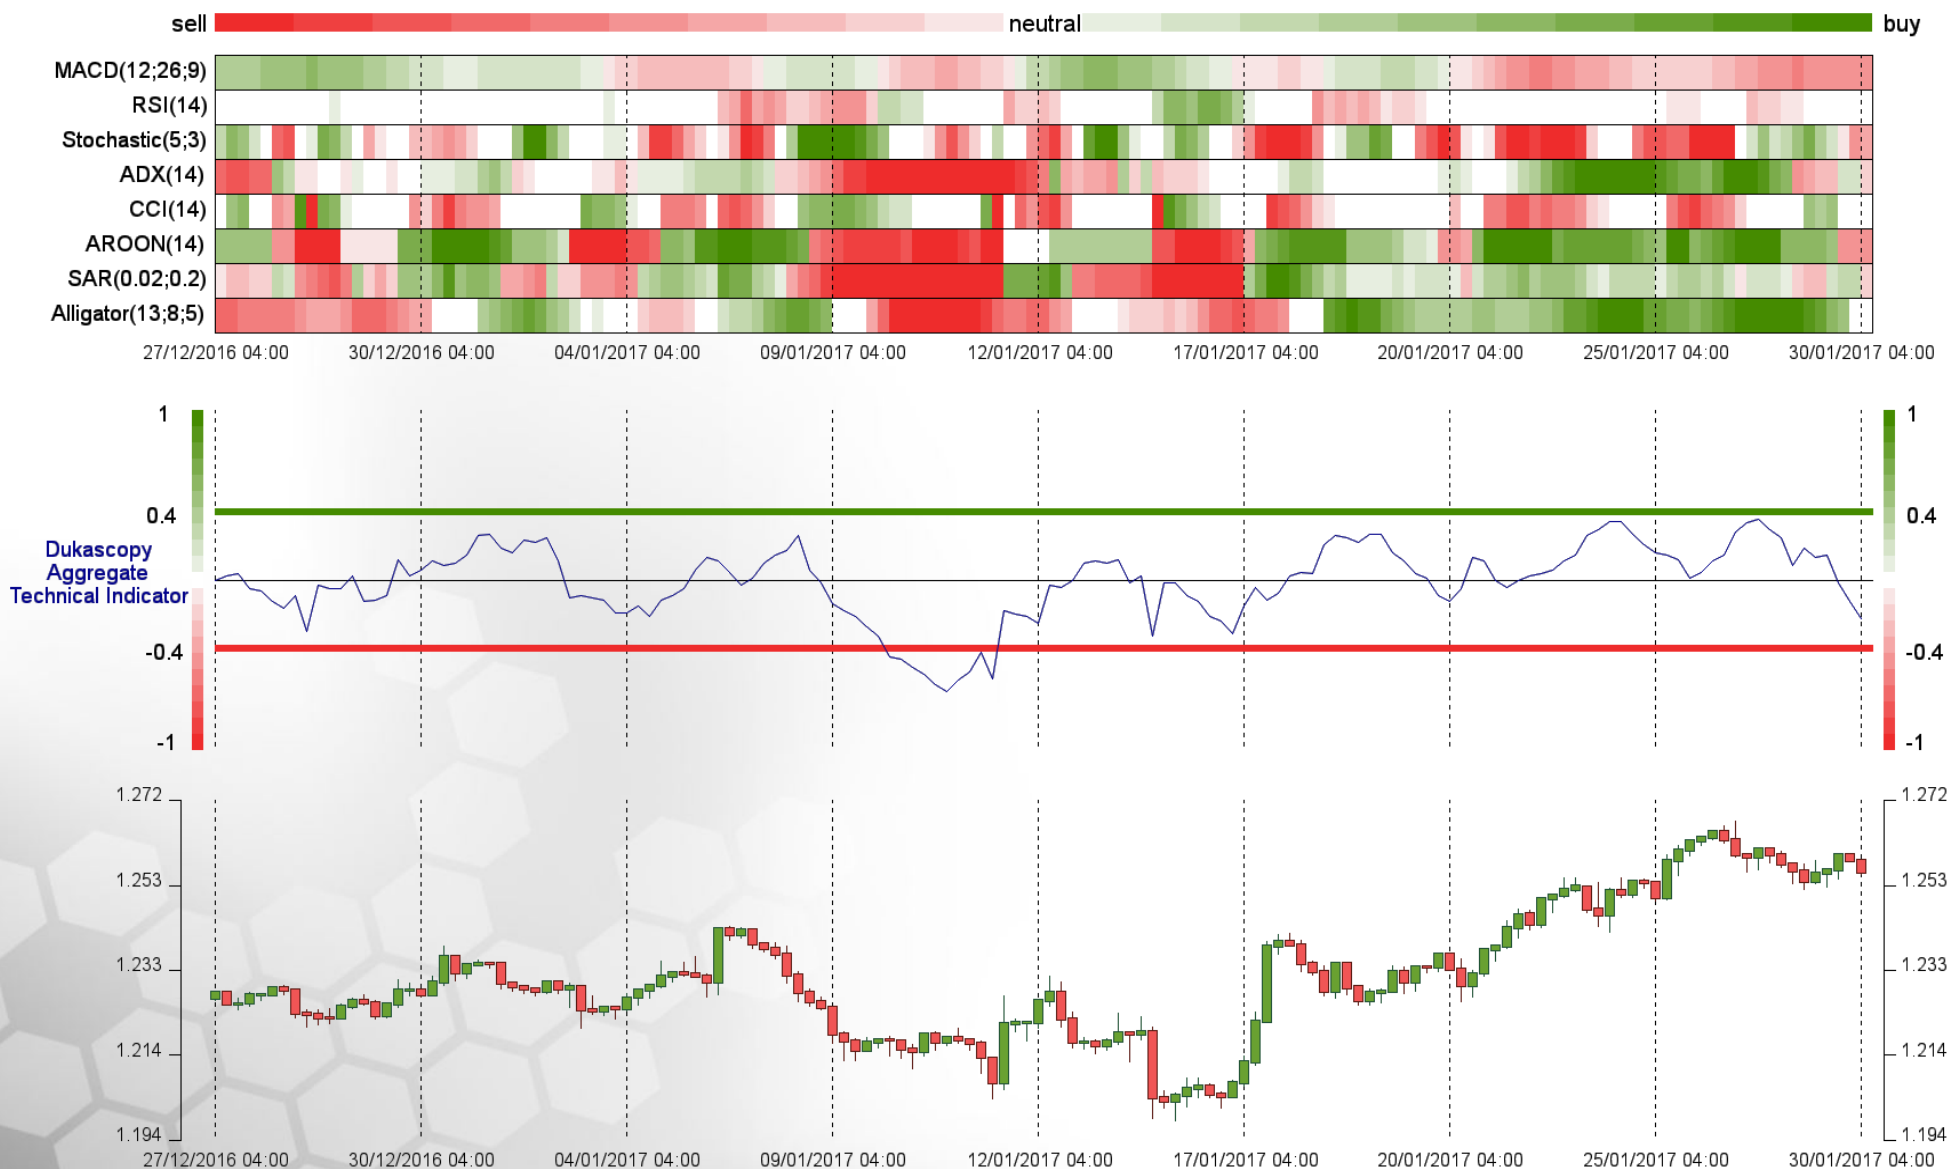 sell neutral buy
MACD(12;26;9)
RSI(14)
Stochastic(5;3)
ADX(14)
CCI(14)
AROON(14)
SAR(0.02;0.2)
Alligator(13;8;5)
27/12/2016 04:00 30/12/2016 04:00 04/01/2017 04:00 09/01/2017 04:00 12/01/2017 04:00 17/01/2017 04:00 20/01/2017 04:00 25/01/2017 04:00 30/01/2017 04:00
1 1
0.4 0.4
Dukascopy
Aggregate
Technical Indicator
-0.4 -0.4
-1 -1
1.272 1.272
1.253 1.253
1.233 1.233
1.214 1.214
1.194 1.194
27/12/2016 04:00 30/12/2016 04:00 04/01/2017 04:00 09/01/2017 04:00 12/01/2017 04:00 17/01/2017 04:00 20/01/2017 04:00 25/01/2017 04:00 30/01/2017 04:00